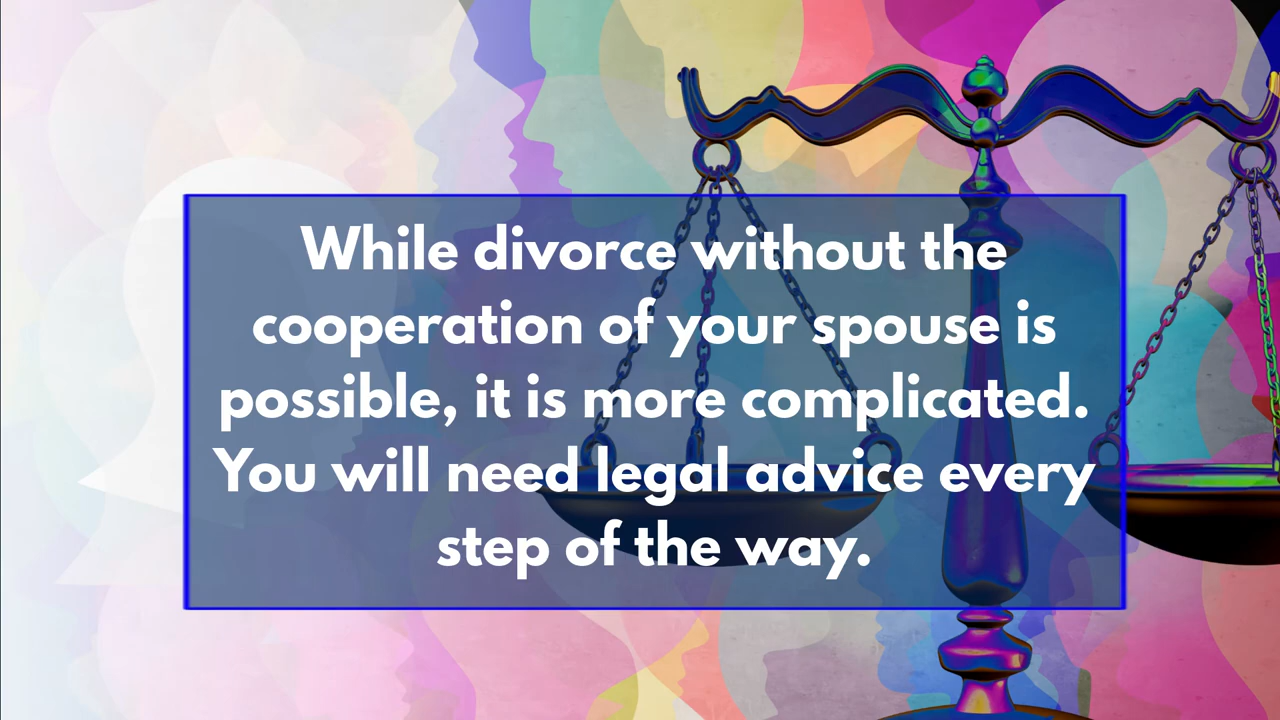 While divorce without the
cooperation of your spouse is
possible, it is more complicated.
You will need legal advice every
step of the way.